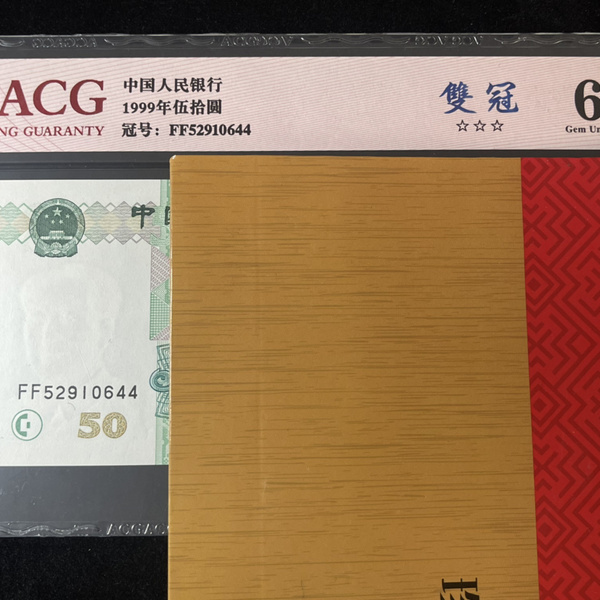 ACG
NG GUARANTY
中国人民银行
1999年伍拾圆
冠号：FF52910644
雙冠
☆☆☆
6
Gem Un
中国
FF52910644
50